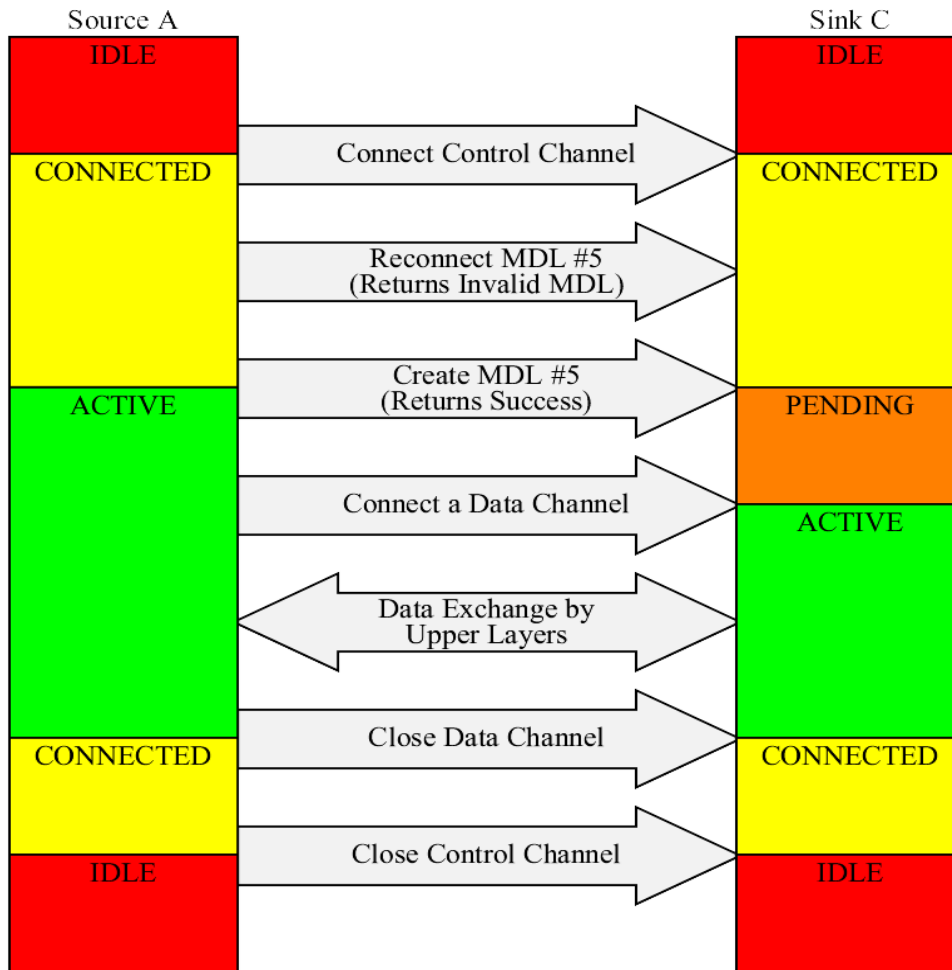 Source A
Sink C
IDLE
IDLE
Connect Control Channel
CONNECTED
CONNECTED
Reconnect MDL #5
(Returns Invalid MDL)
Create MDL #5
(Returns Success)
ACTIVE
PENDING
Connect a Data Channel
ACTIVE
Data Exchange by
Upper Layers
Close Data Channel
CONNECTED
CONNECTED
Close Control Channel
IDLE
IDLE